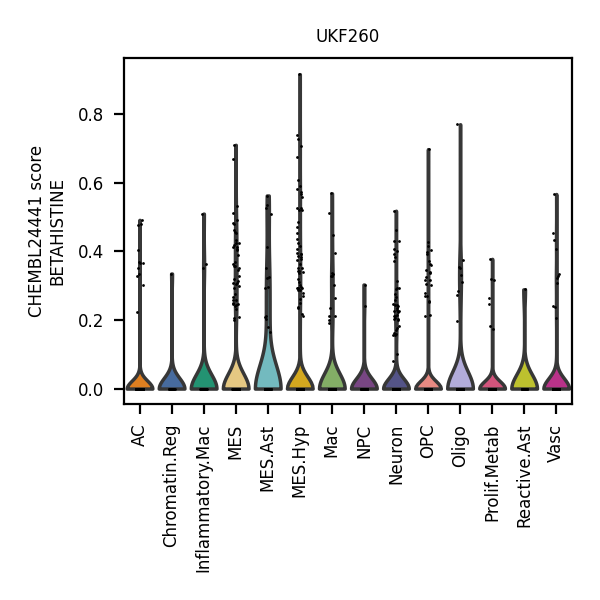 UKF260
CHEMBL24441 score
BETAHISTINE
0.8
0.6
0.4
0.2
0.0
AC
Chromatin.Reg
Inflammatory.Mac
MES
MES.Ast
MES.Hyp
Mac
NPC
Neuron
OPC
Oligo
Prolif.Metab
Reactive.Ast
Vasc